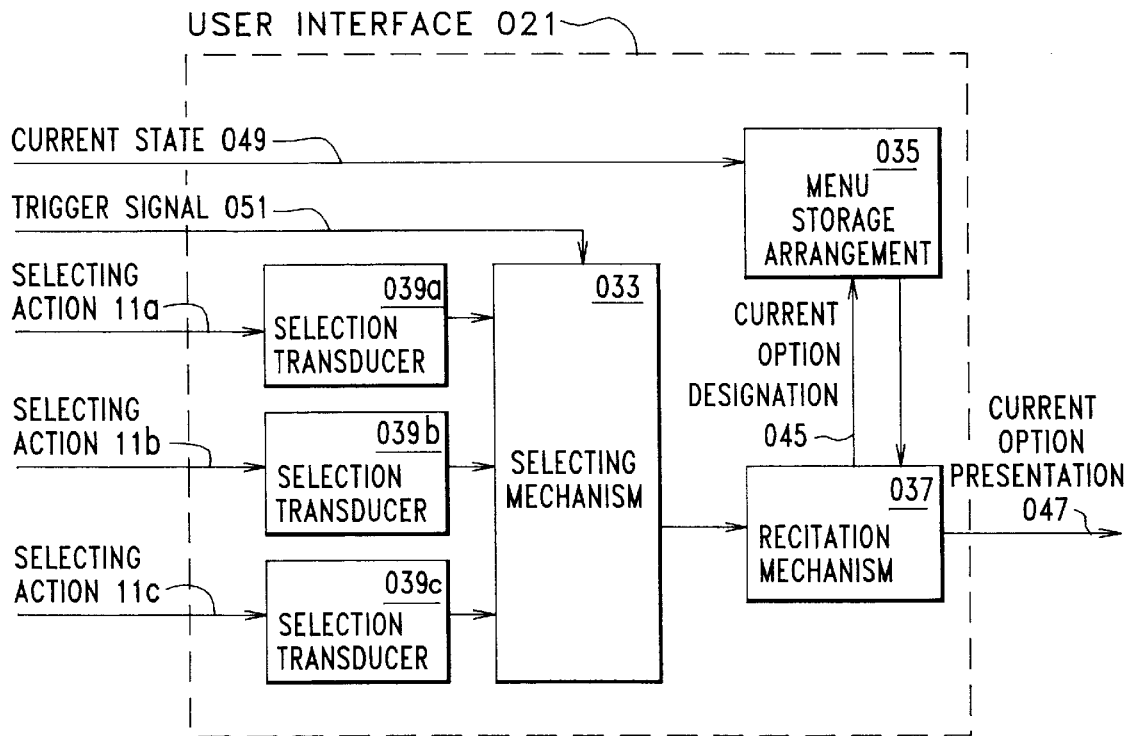 USER INTERFACE 021
CURRENT STATE 049
035
MENU
STORAGE
ARRANGEMENT
TRIGGER SIGNAL 051
SELECTING
ACTION 11a
039a
SELECTION
TRANSDUCER
033
SELECTING
MECHANISM
CURRENT
OPTION
DESIGNATION
045
SELECTING
ACTION 11b
039b
SELECTION
TRANSDUCER
CURRENT
OPTION
PRESENTATION
047
037
RECITATION
MECHANISM
SELECTING
ACTION 11c
039c
SELECTION
TRANSDUCER